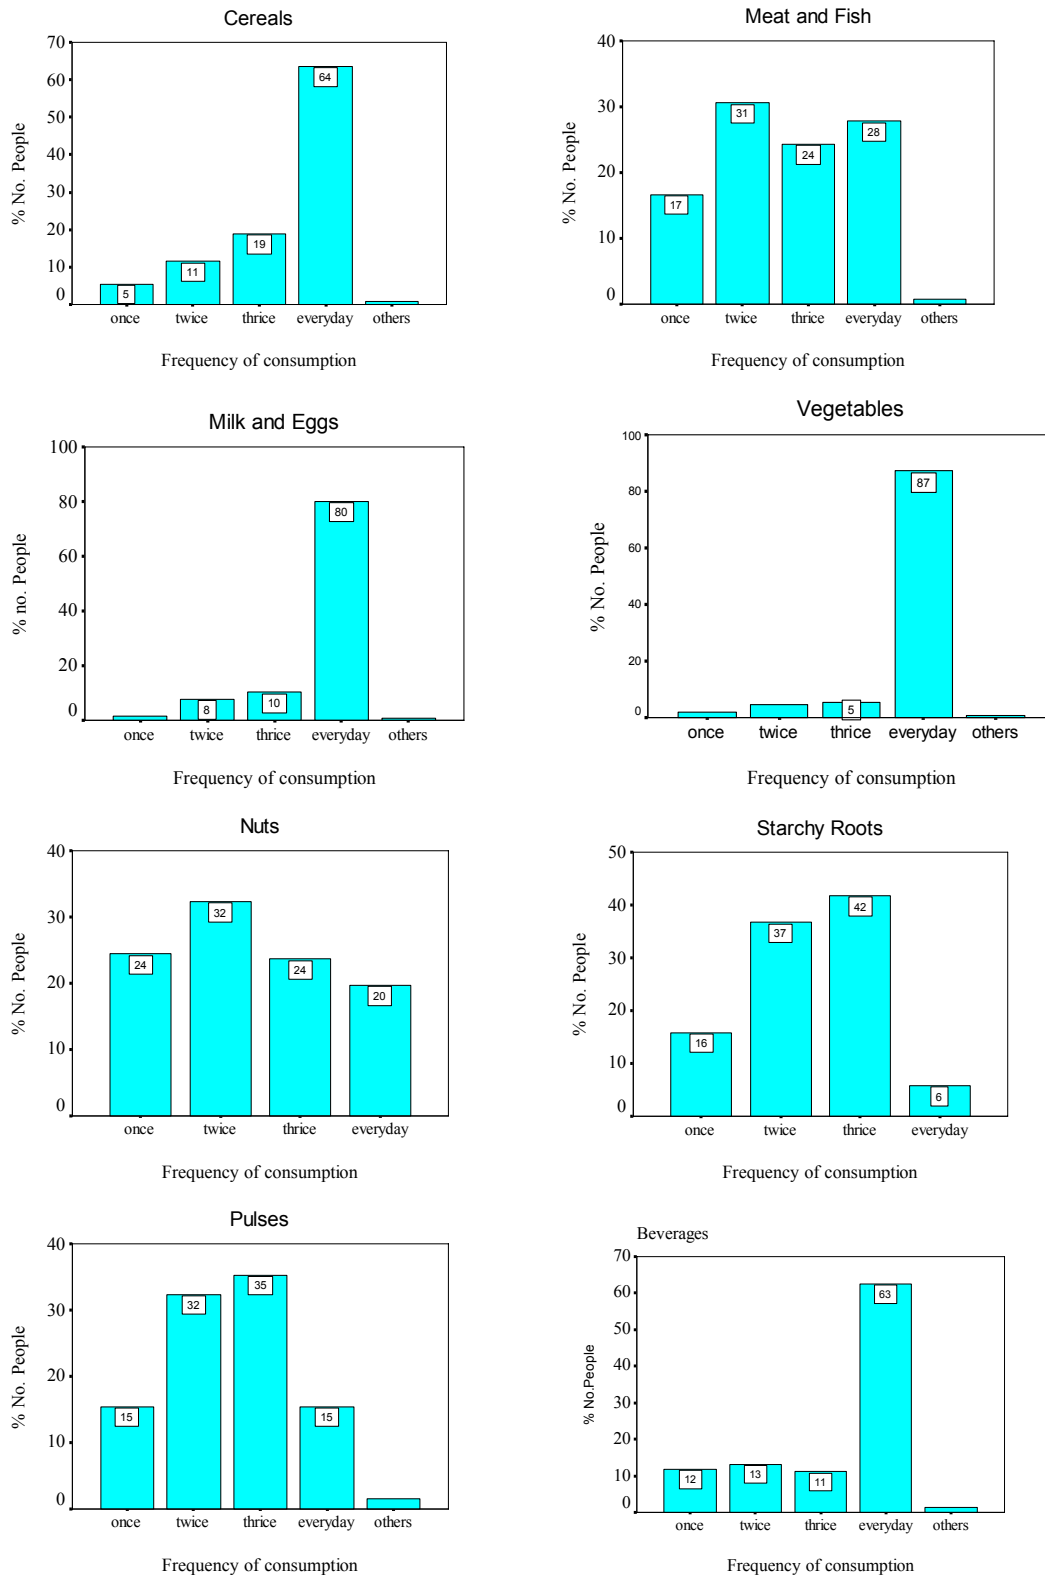 Cereals
70
60
50
40
30
20
10
0
% No. People
5
11
19
64
once twice thrice everyday others
Frequency of consumption
Meat and Fish
40
30
20
10
0
% No. People
17
31
24
28
once twice thrice everyday others
Frequency of consumption
Milk and Eggs
100
80
60
40
20
0
% no. People
8
10
80
once twice thrice everyday others
Frequency of consumption
Vegetables
100
80
60
40
20
0
% No. People
5
87
once twice thrice everyday others
Frequency of consumption
Nuts
40
30
20
10
0
% No. People
24
32
24
20
once twice thrice everyday
Frequency of consumption
Starchy Roots
50
40
30
20
10
0
% No. People
16
37
42
6
once twice thrice everyday
Frequency of consumption
Pulses
40
30
20
10
0
% No. People
15
32
35
15
once twice thrice everyday others
Frequency of consumption
Beverages
70
60
50
40
30
20
10
0
% No.People
12
13
11
63
once twice thrice everyday others
Frequency of consumption